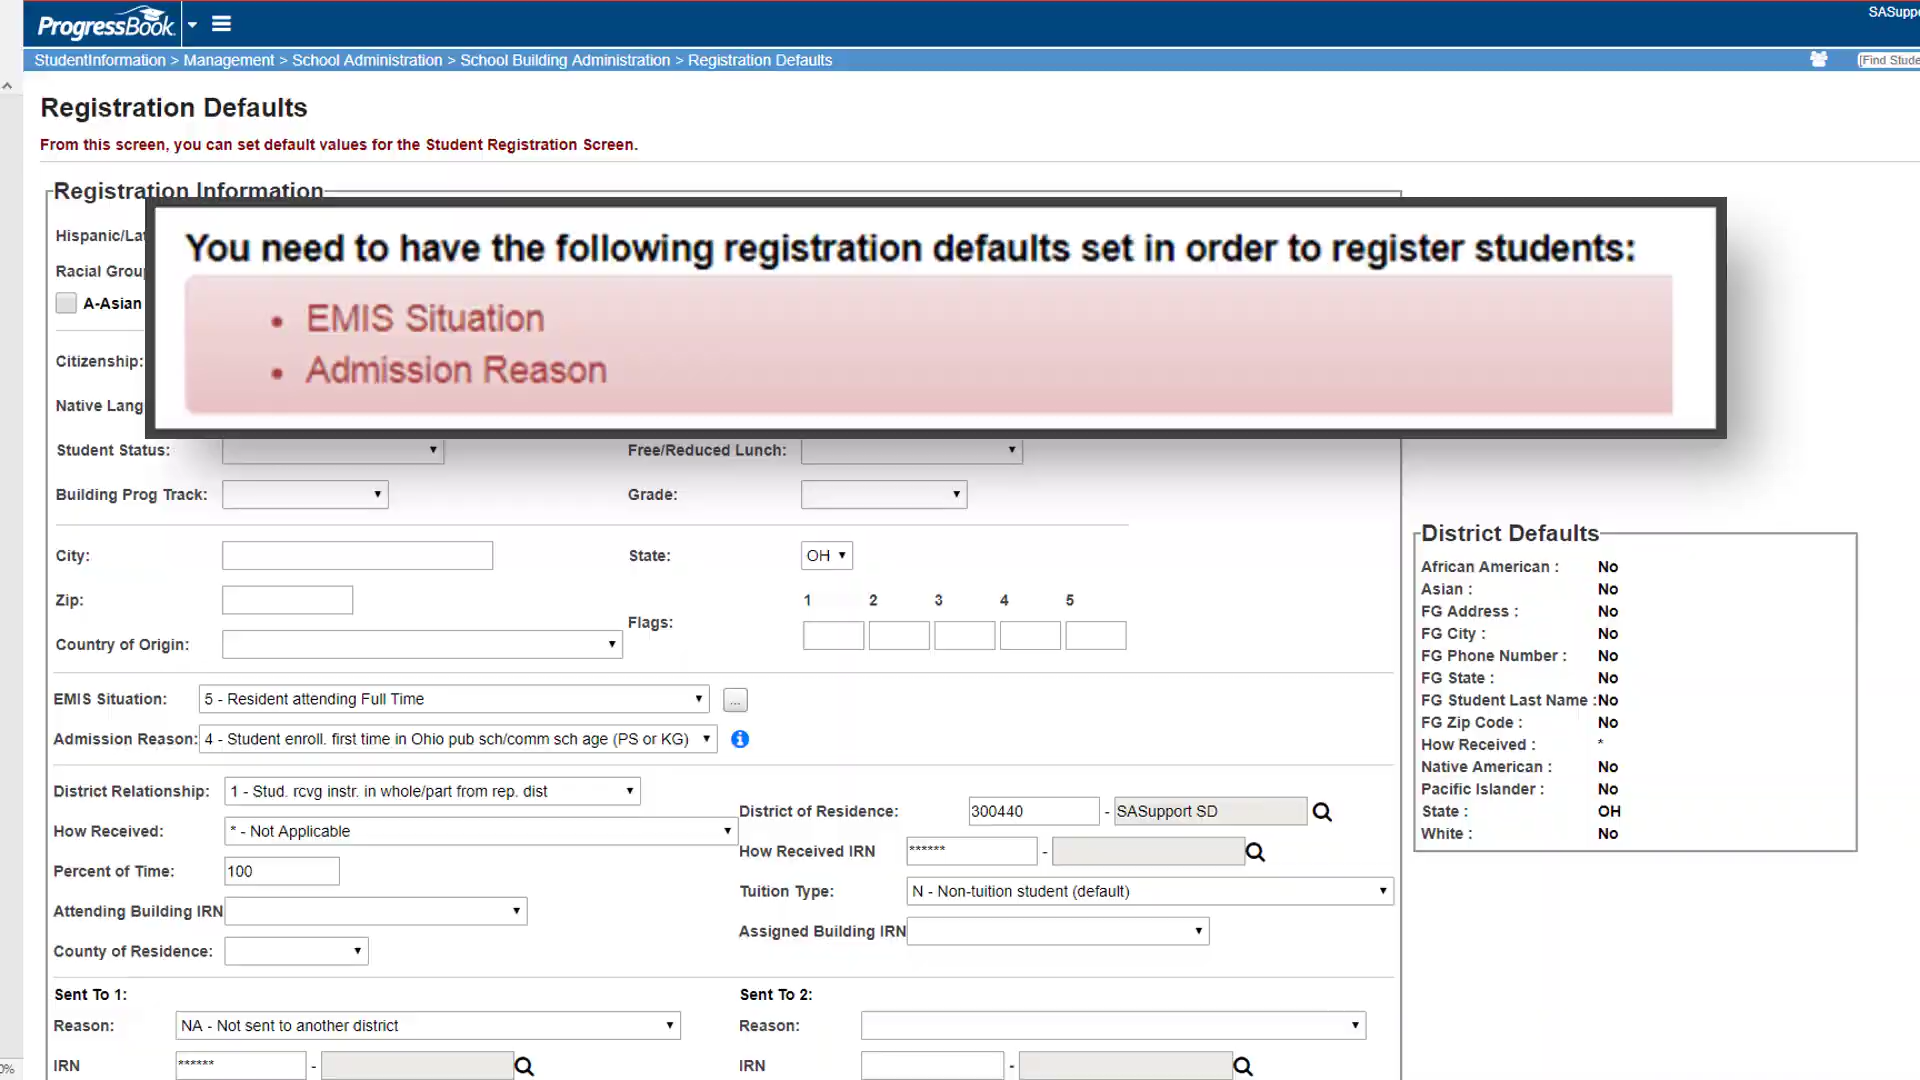 ProgressBook
SASuppo
StudentInformation > Management > School Administration > School Building Administration > Registration Defaults
[Find Stude
Registration Defaults
From this screen, you can set default values for the Student Registration Screen.
Registration Information
You need to have the following registration defaults set in order to register students:
• EMIS Situation
• Admission Reason
Hispanic/Lat
Racial Group
A-Asian
Citizenship:
Native Lang
Student Status:
Free/Reduced Lunch:
Building Prog Track:
Grade:
City:
State: OH
Zip:
1 2 3 4 5
Flags:
Country of Origin:
EMIS Situation: 5 - Resident attending Full Time ...
Admission Reason: 4 - Student enroll. first time in Ohio pub sch/comm sch age (PS or KG)
District Relationship: 1 - Stud. rcvg instr. in whole/part from rep. dist
District of Residence: 300440 - SASupport SD
How Received: * - Not Applicable
How Received IRN ****** -
Percent of Time: 100
Tuition Type: N - Non-tuition student (default)
Attending Building IRN
Assigned Building IRN
County of Residence:
Sent To 1:
Sent To 2:
Reason: NA - Not sent to another district
Reason:
IRN ****** -
IRN -
District Defaults
African American : No
Asian : No
FG Address : No
FG City : No
FG Phone Number : No
FG State : No
FG Student Last Name : No
FG Zip Code : No
How Received : *
Native American : No
Pacific Islander : No
State : OH
White : No
0%